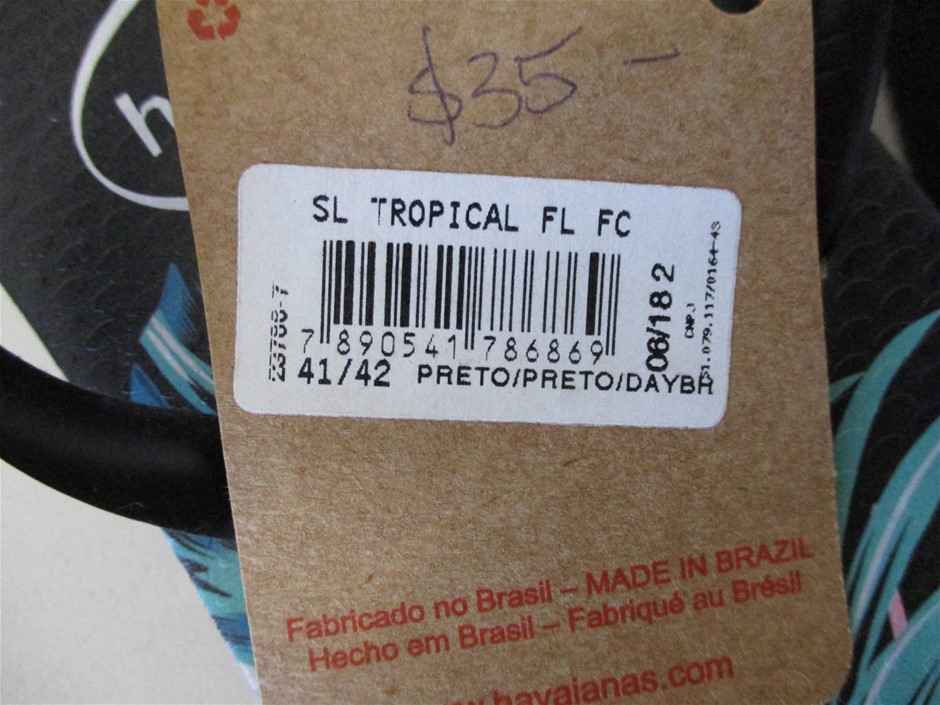 $35 -
h
SL TROPICAL FL FC
7 890541 786869
41/42 PRETO/PRETO/DAYBR
06/18 2
CNPJ
Fabricado no Brasil – MADE IN BRAZIL
Hecho em Brasil – Fabriqué au Brésil
havaianas.com